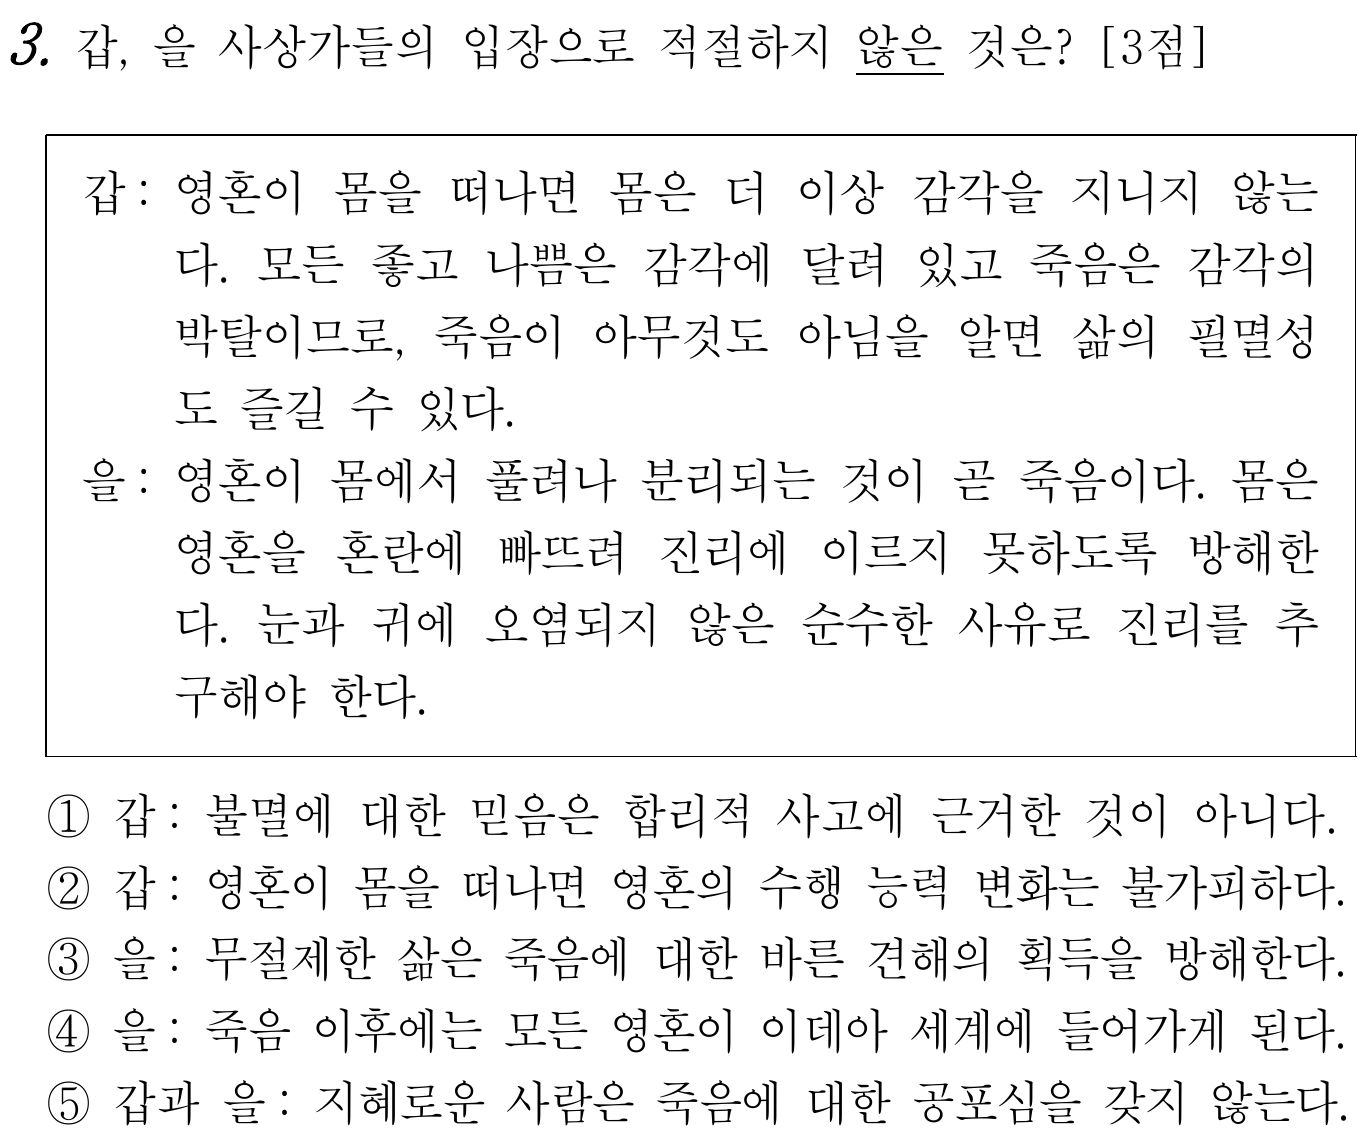 3. 갑, 을 사상가들의 입장으로 적절하지 않은 것은? [3점]
갑 : 영혼이 몸을 떠나면 몸은 더 이상 감각을 지니지 않는
다. 모든 좋고 나쁨은 감각에 달려 있고 죽음은 감각의
박탈이므로, 죽음이 아무것도 아님을 알면 삶의 필멸성
도 즐길 수 있다.
을 : 영혼이 몸에서 풀려나 분리되는 것이 곧 죽음이다. 몸은
영혼을 혼란에 빠뜨려 진리에 이르지 못하도록 방해한
다. 눈과 귀에 오염되지 않은 순수한 사유로 진리를 추
구해야 한다.
① 갑 : 불멸에 대한 믿음은 합리적 사고에 근거한 것이 아니다.
② 갑 : 영혼이 몸을 떠나면 영혼의 수행 능력 변화는 불가피하다.
③ 을 : 무절제한 삶은 죽음에 대한 바른 견해의 획득을 방해한다.
④ 을 : 죽음 이후에는 모든 영혼이 이데아 세계에 들어가게 된다.
⑤ 갑과 을 : 지혜로운 사람은 죽음에 대한 공포심을 갖지 않는다.